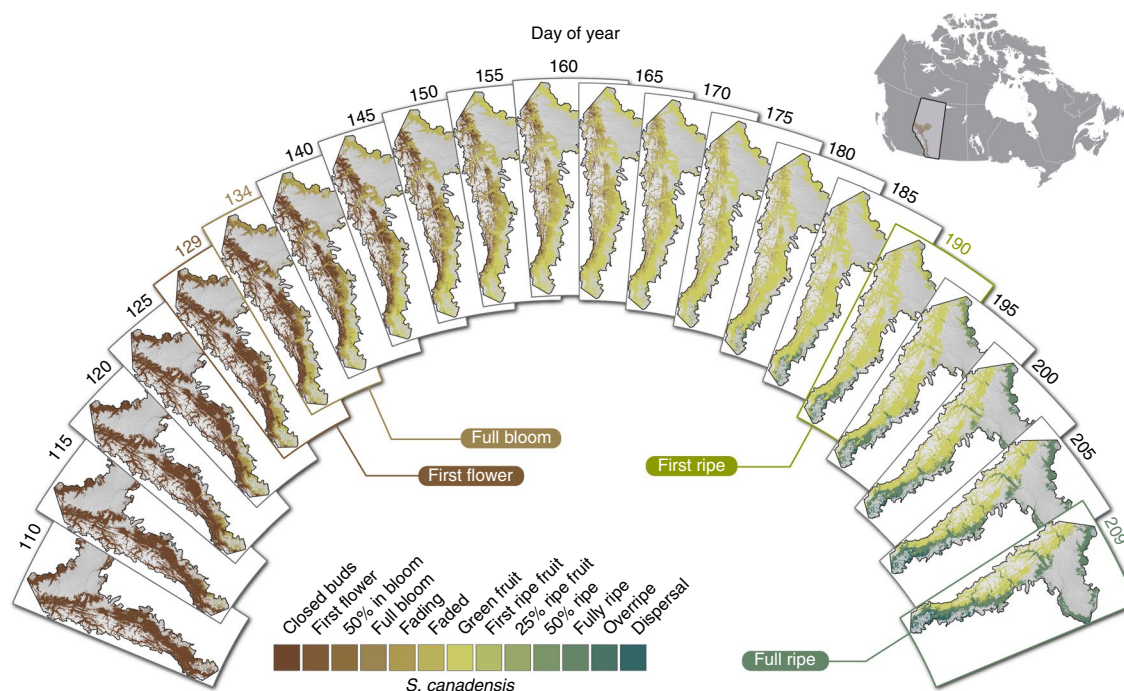 Day of year
110
115
120
125
129
134
140
145
150
155
160
165
170
175
180
185
190
195
200
205
209
Full bloom
First flower
First ripe
Full ripe
Closed buds
First flower
50% in bloom
Full bloom
Fading
Faded
Green fruit
First ripe fruit
25% ripe fruit
50% ripe
Fully ripe
Overripe
Dispersal
S. canadensis